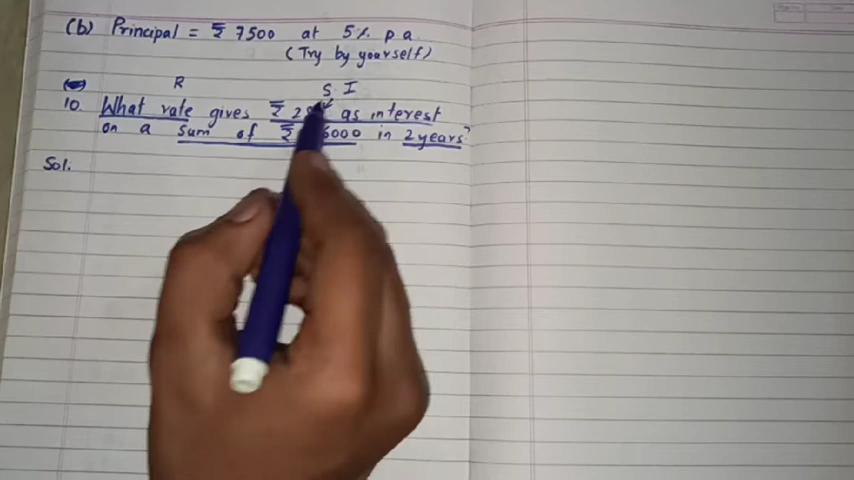 (b) Principal = ₹ 7500 at 5% p.a.
(Try by yourself)
R S.I
10. What rate gives ₹ as interest
on a sum of ₹ in 2 years?
Sol.